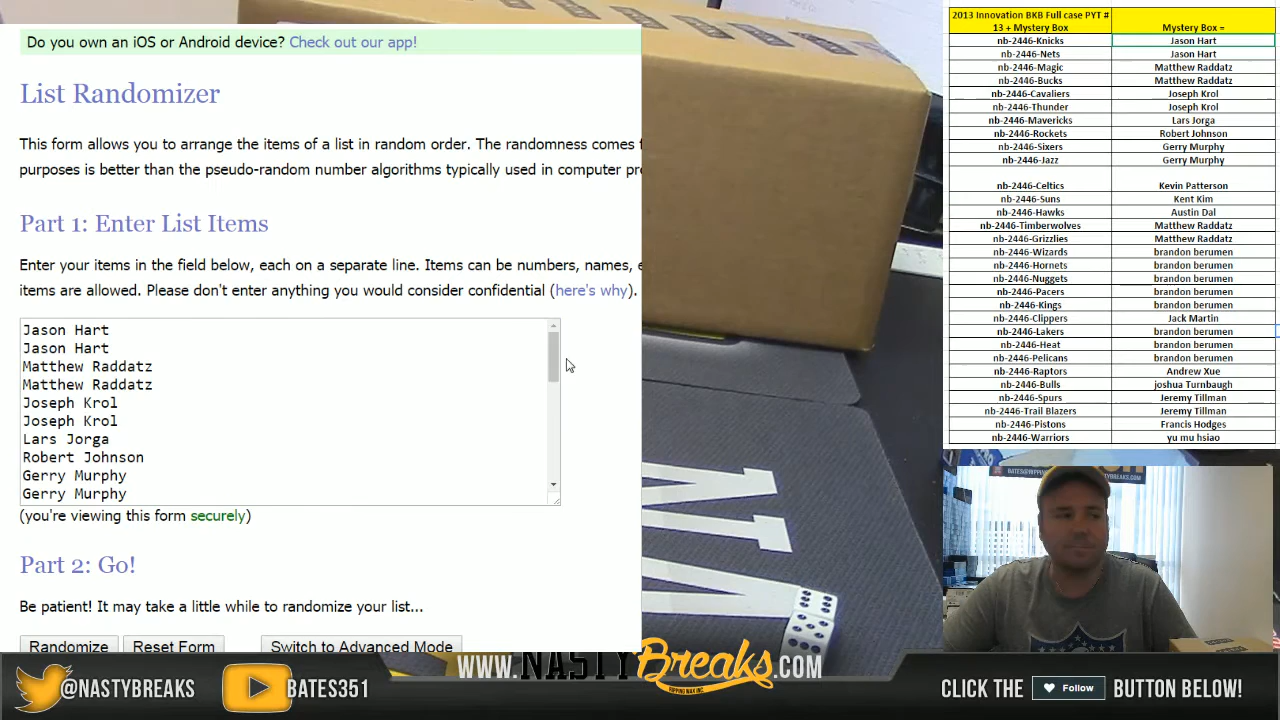 Do you own an iOS or Android device? Check out our app!
List Randomizer
This form allows you to arrange the items of a list in random order. The randomness comes f
purposes is better than the pseudo-random number algorithms typically used in computer pro
Part 1: Enter List Items
Enter your items in the field below, each on a separate line. Items can be numbers, names, e
items are allowed. Please don't enter anything you would consider confidential (here's why).
Jason Hart
Jason Hart
Matthew Raddatz
Matthew Raddatz
Joseph Krol
Joseph Krol
Lars Jorga
Robert Johnson
Gerry Murphy
Gerry Murphy
(you're viewing this form securely)
Part 2: Go!
Be patient! It may take a little while to randomize your list...
Randomize Reset Form Switch to Advanced Mode
2013 Innovation BKB Full case PYT # 
13 + Mystery Box Mystery Box =
nb-2446-Knicks Jason Hart
nb-2446-Nets Jason Hart
nb-2446-Magic Matthew Raddatz
nb-2446-Bucks Matthew Raddatz
nb-2446-Cavaliers Joseph Krol
nb-2446-Thunder Joseph Krol
nb-2446-Mavericks Lars Jorga
nb-2446-Rockets Robert Johnson
nb-2446-Sixers Gerry Murphy
nb-2446-Jazz Gerry Murphy
nb-2446-Celtics Kevin Patterson
nb-2446-Suns Kent Kim
nb-2446-Hawks Austin Dal
nb-2446-Timberwolves Matthew Raddatz
nb-2446-Grizzlies Matthew Raddatz
nb-2446-Wizards brandon berumen
nb-2446-Hornets brandon berumen
nb-2446-Nuggets brandon berumen
nb-2446-Pacers brandon berumen
nb-2446-Kings brandon berumen
nb-2446-Clippers Jack Martin
nb-2446-Lakers brandon berumen
nb-2446-Heat brandon berumen
nb-2446-Pelicans brandon berumen
nb-2446-Raptors Andrew Xue
nb-2446-Bulls joshua Turnbaugh
nb-2446-Spurs Jeremy Tillman
nb-2446-Trail Blazers Jeremy Tillman
nb-2446-Pistons Francis Hodges
nb-2446-Warriors yu mu hsiao
@NASTYBREAKS BATES351 WWW.NASTYBreaks.COM CLICK THE Follow BUTTON BELOW!
RIPPING WAX INC.